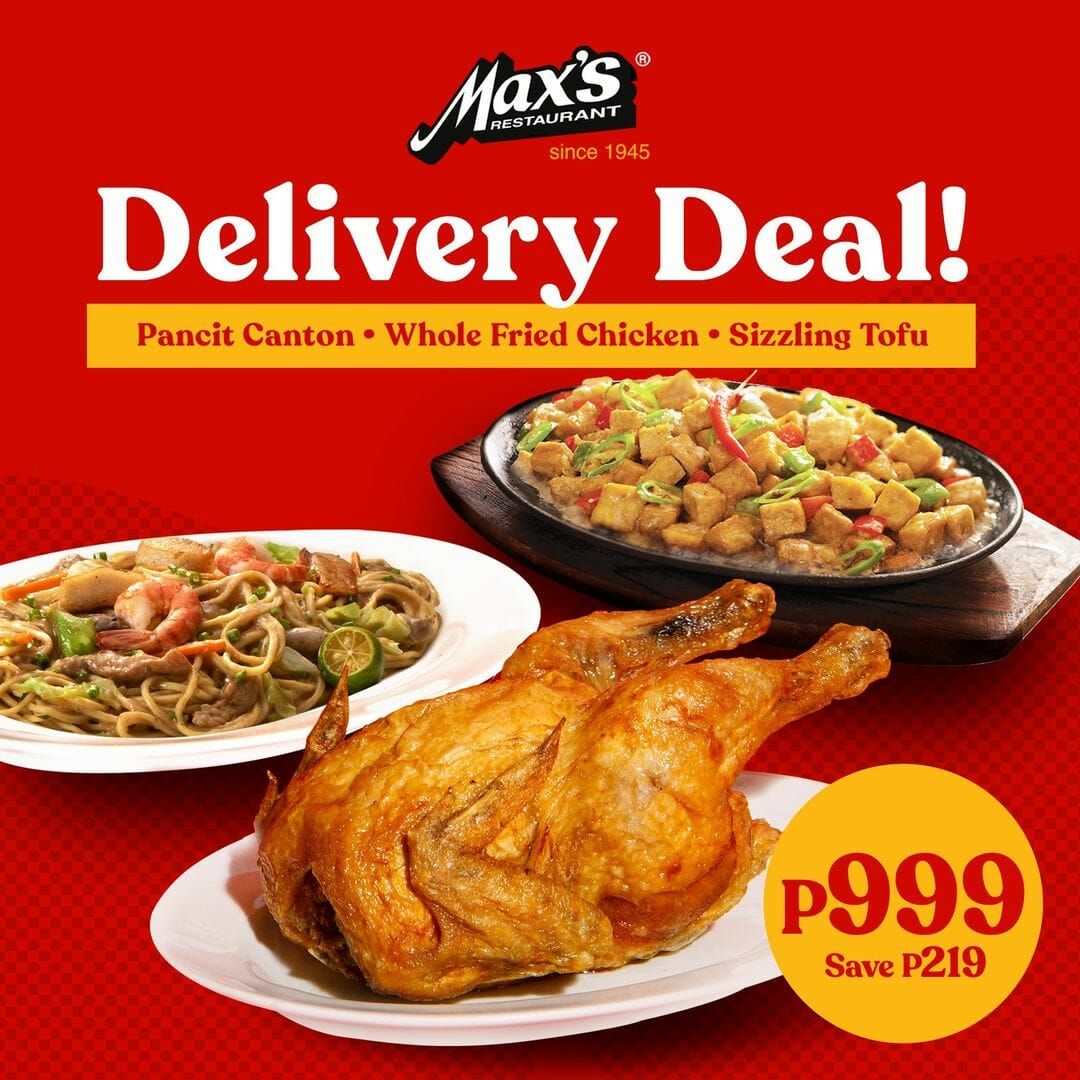 Max's ®
RESTAURANT
since 1945
Delivery Deal!
Pancit Canton • Whole Fried Chicken • Sizzling Tofu
P999
Save P219